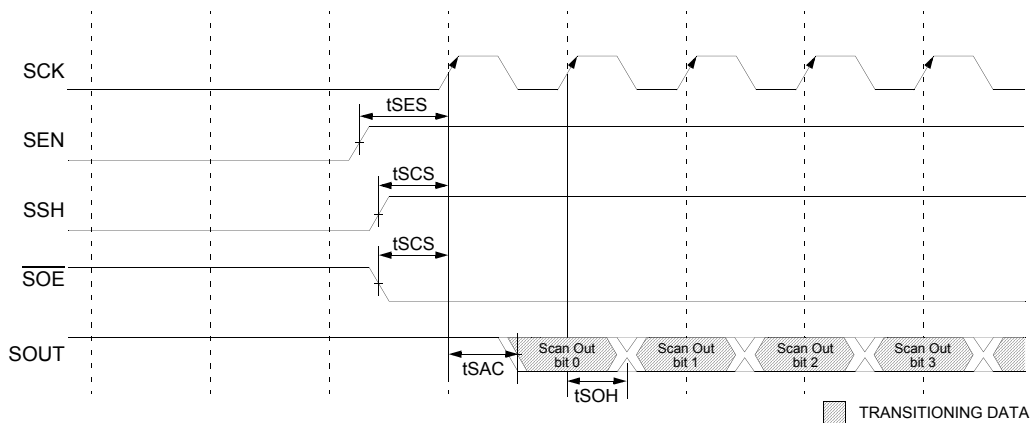 SCK
tSES
SEN
tSCS
SSH
tSCS
SOE
SOUT
Scan Out
bit 0
Scan Out
bit 1
Scan Out
bit 2
Scan Out
bit 3
tSAC
tSOH
TRANSITIONING DATA